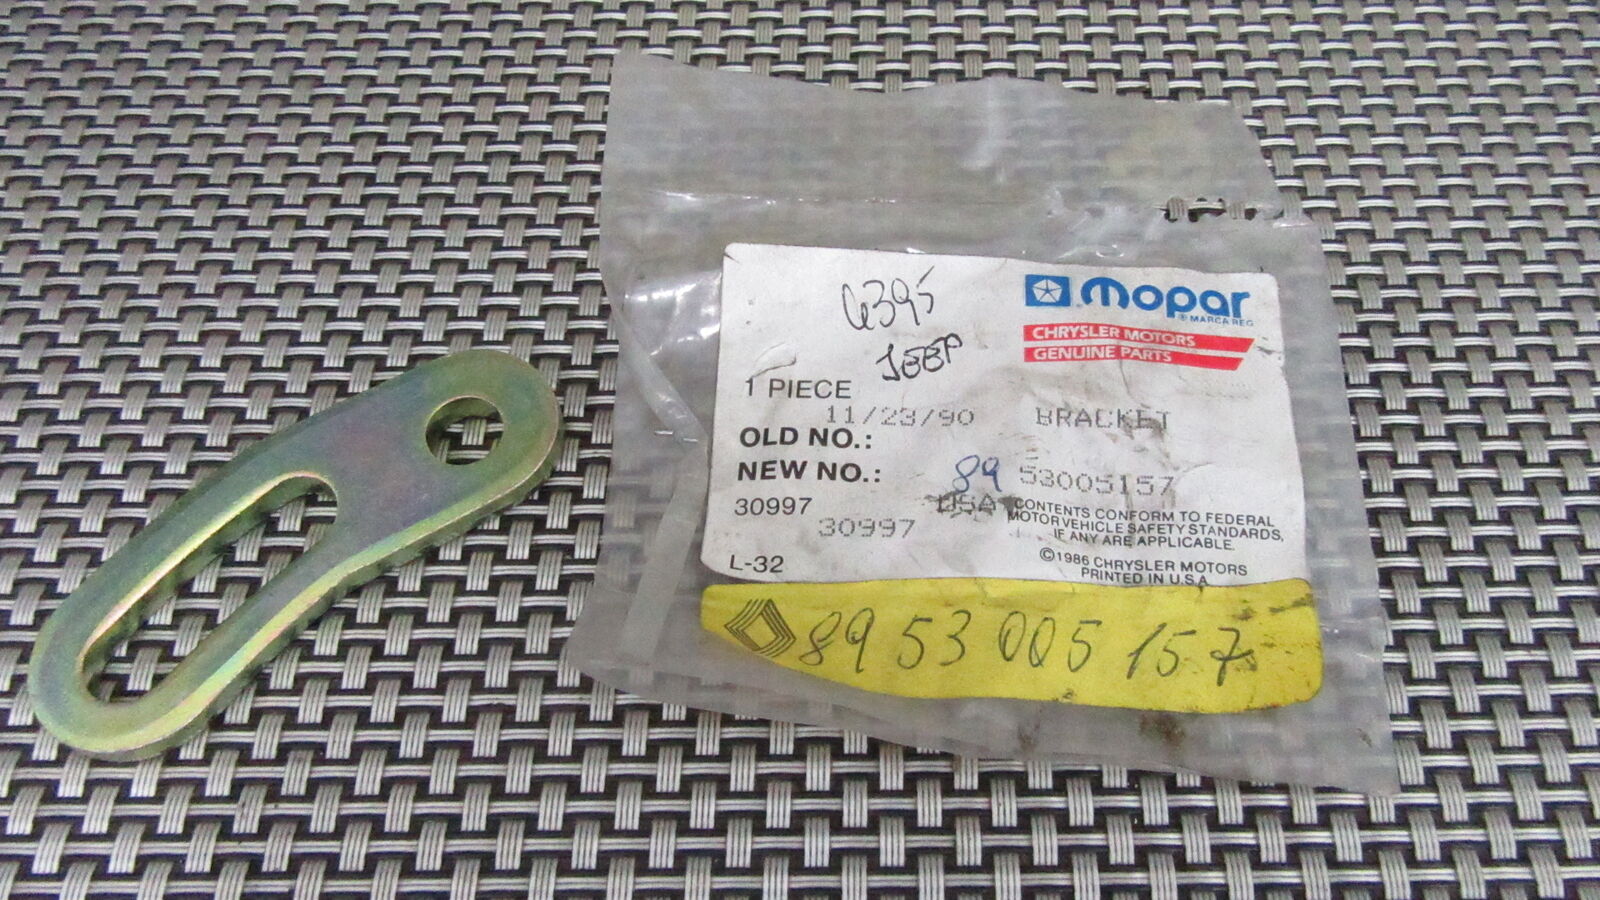 6395
JEEP
mopar
® MARCA REG
CHRYSLER MOTORS
GENUINE PARTS
1 PIECE
11/23/90 BRACKET
OLD NO.:
NEW NO.: 89 53005157
30997 USA
30997
CONTENTS CONFORM TO FEDERAL
MOTOR VEHICLE SAFETY STANDARDS,
IF ANY ARE APPLICABLE.
L-32
©1986 CHRYSLER MOTORS
PRINTED IN U.S.A
89 53 005 157